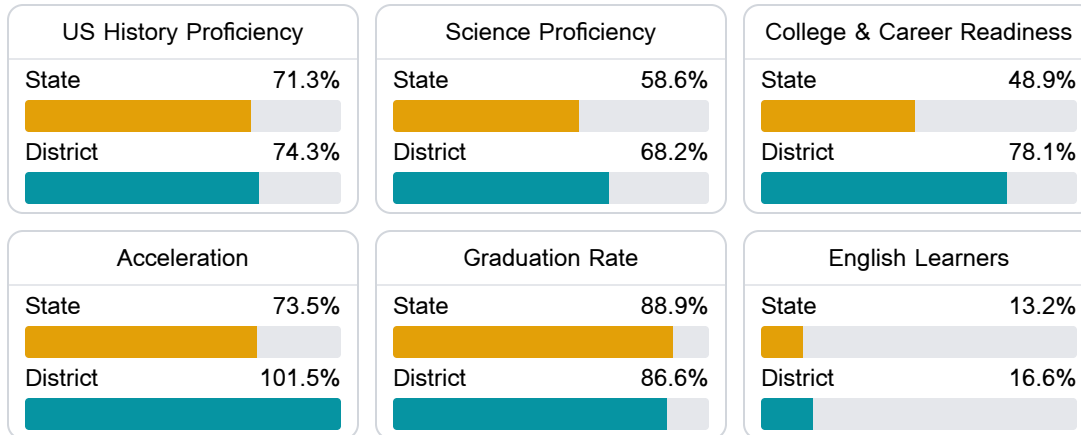 US History Proficiency
State 71.3%
District 74.3%
Science Proficiency
State 58.6%
District 68.2%
College & Career Readiness
State 48.9%
District 78.1%
Acceleration
State 73.5%
District 101.5%
Graduation Rate
State 88.9%
District 86.6%
English Learners
State 13.2%
District 16.6%